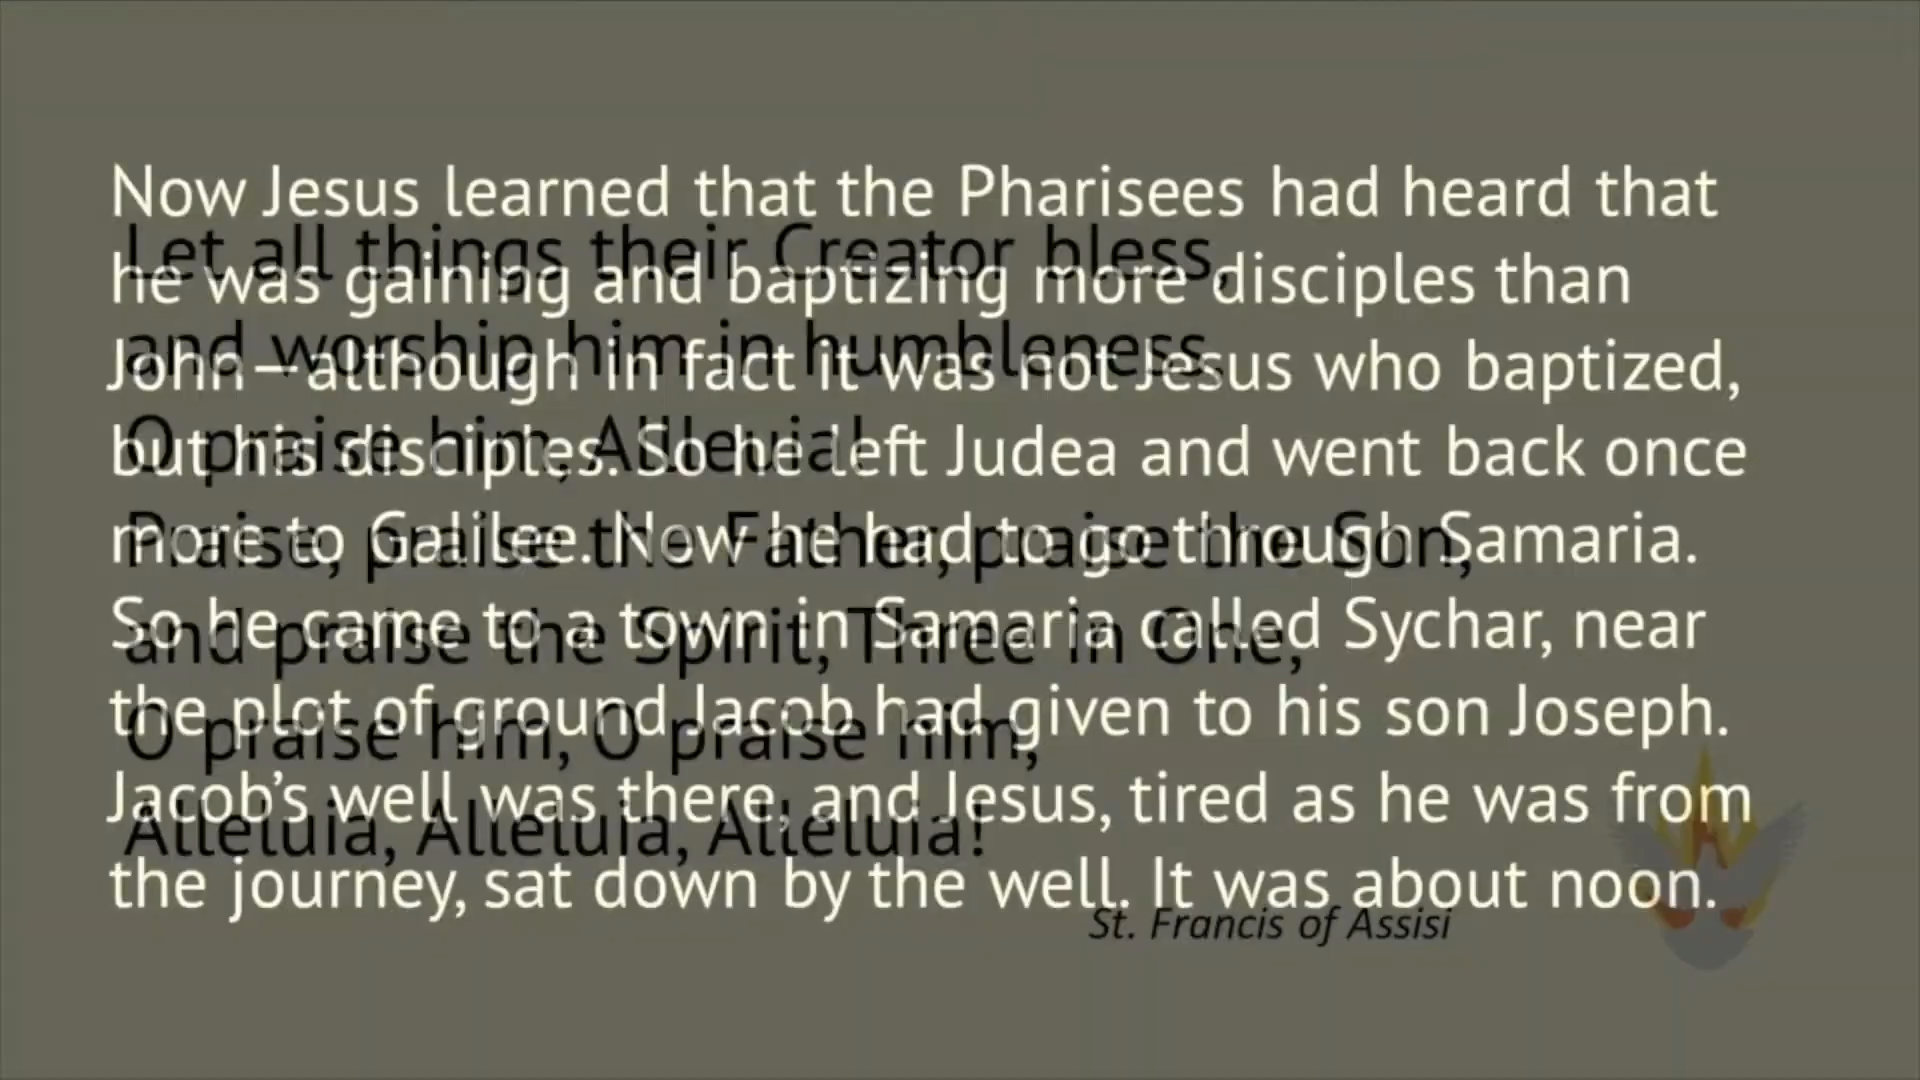 Now Jesus learned that the Pharisees had heard that
he was gaining and baptizing more disciples than
John—although in fact it was not Jesus who baptized,
but his disciples. So he left Judea and went back once
more to Galilee. Now he had to go through Samaria.
So he came to a town in Samaria called Sychar, near
the plot of ground Jacob had given to his son Joseph.
Jacob’s well was there, and Jesus, tired as he was from
the journey, sat down by the well. It was about noon.
Let all things their Creator bless,
and worship him in humbleness,
O praise him, Alleluia!
Praise, praise the Father, praise the Son,
and praise the Spirit, Three in One,
O praise him, O praise him,
Alleluia, Alleluia, Alleluia!
St. Francis of Assisi